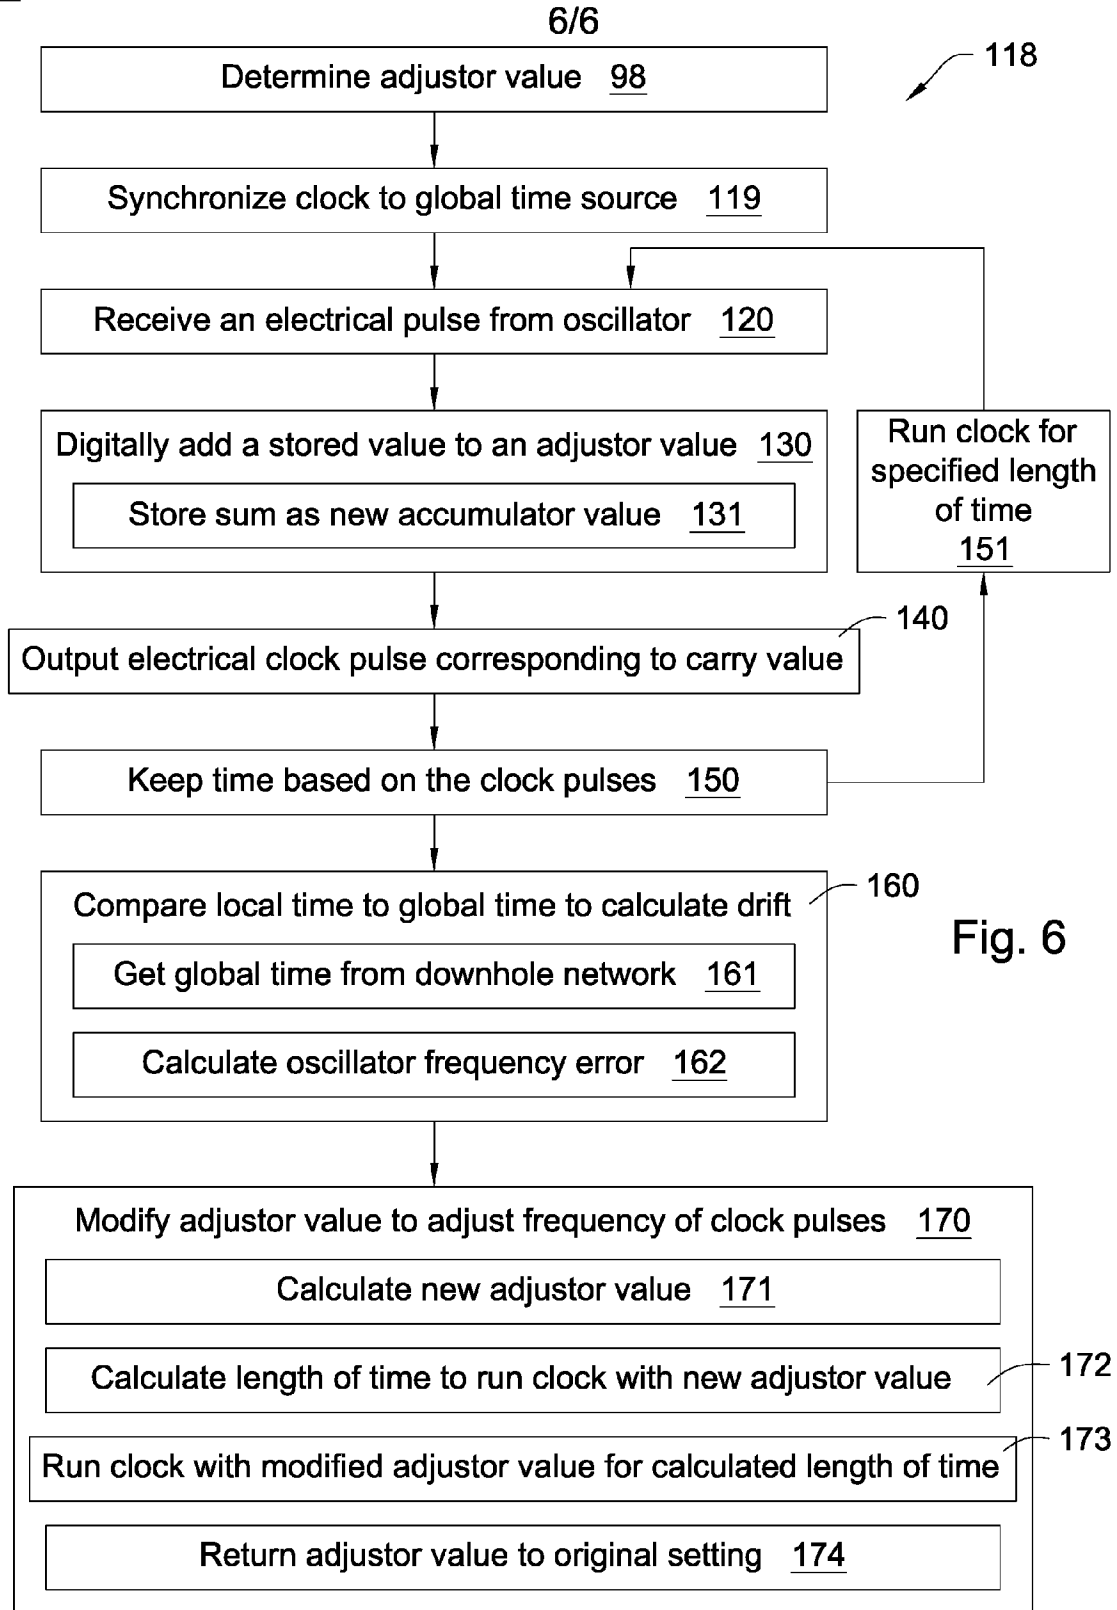 6/6
118
Determine adjustor value 98
Synchronize clock to global time source 119
Receive an electrical pulse from oscillator 120
Digitally add a stored value to an adjustor value 130
Store sum as new accumulator value 131
Run clock for
specified length
of time
151
140
Output electrical clock pulse corresponding to carry value
Keep time based on the clock pulses 150
160
Compare local time to global time to calculate drift
Get global time from downhole network 161
Calculate oscillator frequency error 162
Fig. 6
Modify adjustor value to adjust frequency of clock pulses 170
Calculate new adjustor value 171
Calculate length of time to run clock with new adjustor value
172
173
Run clock with modified adjustor value for calculated length of time
Return adjustor value to original setting 174